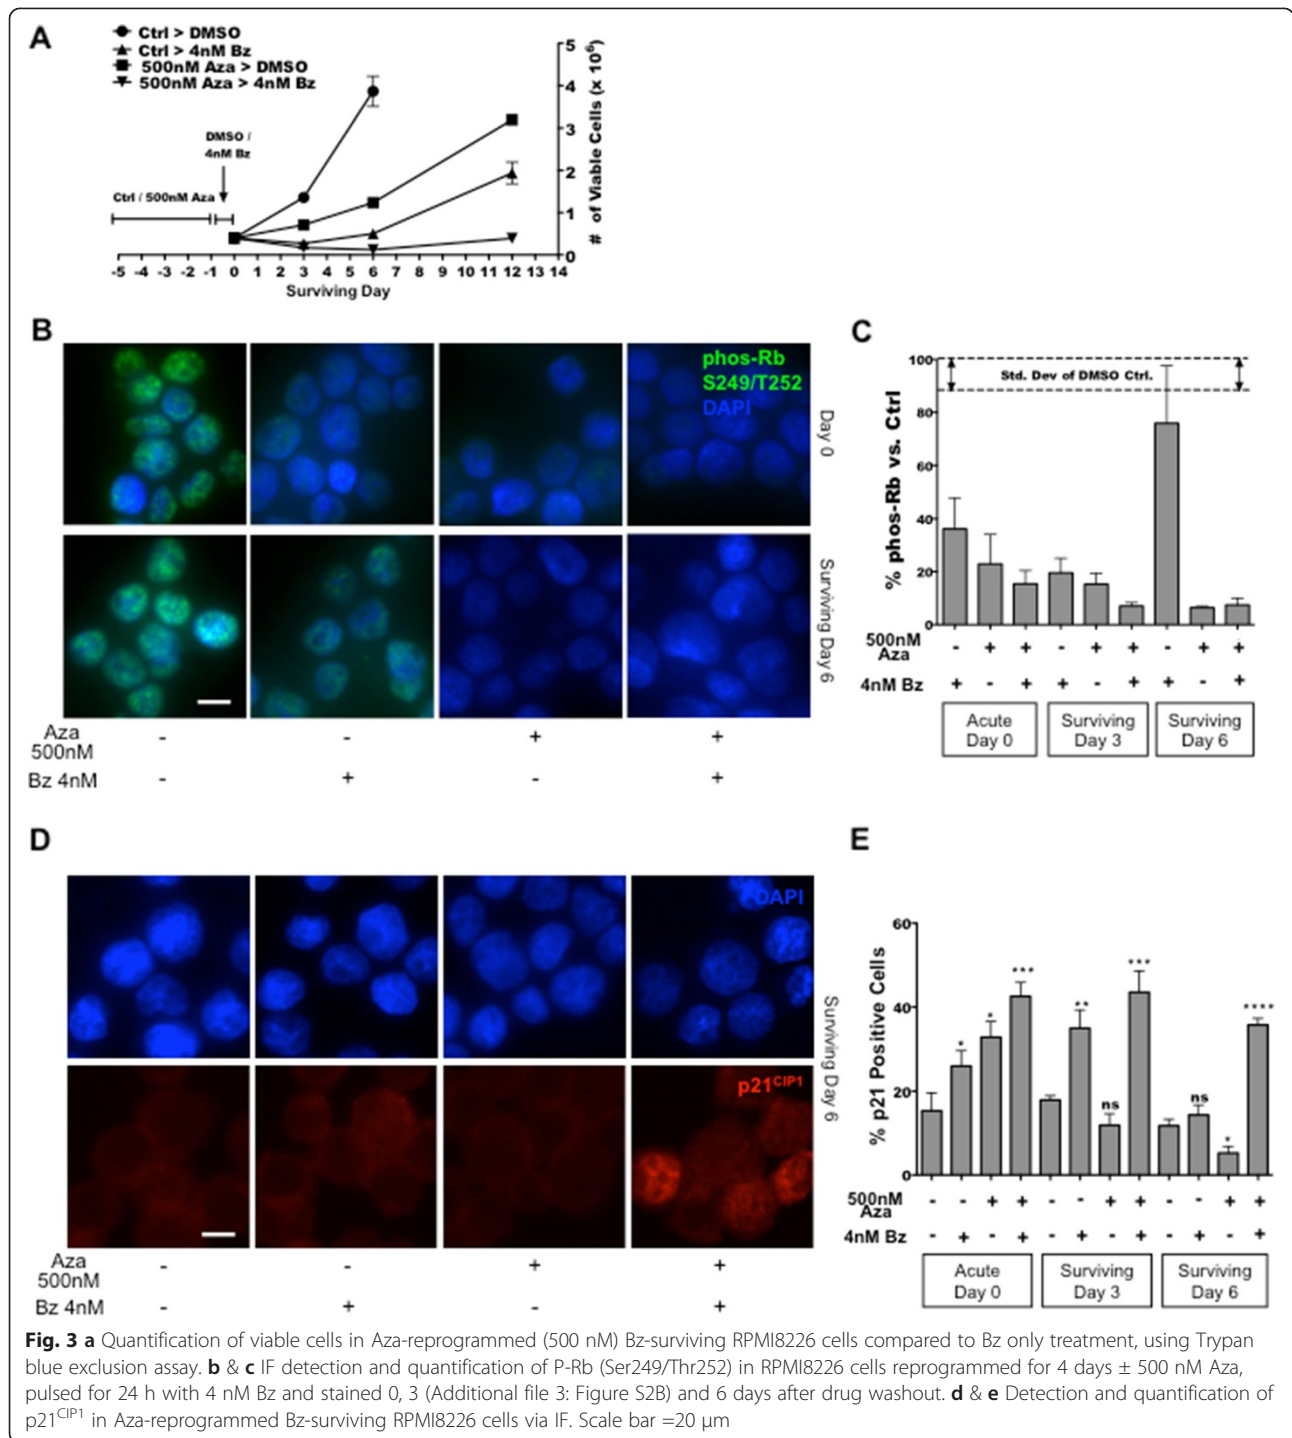 A
Ctrl > DMSO
Ctrl > 4nM Bz
500nM Aza > DMSO
500nM Aza > 4nM Bz
DMSO /
4nM Bz
Ctrl / 500nM Aza
5
4
3
2
1
0
# of Viable Cells (x 10⁶)
-5 -4 -3 -2 -1 0 1 2 3 4 5 6 7 8 9 10 11 12 13 14
Surviving Day
B
phos-Rb
S249/T252
DAPI
Day 0
Surviving Day 6
Aza
500nM
- - + +
Bz 4nM - + - +
C
% phos-Rb vs. Ctrl
100
80
60
40
20
0
Std. Dev of DMSO Ctrl.
500nM
Aza
- + + - + + - + +
4nM Bz + - + + - + + - +
Acute
Day 0
Surviving
Day 3
Surviving
Day 6
D
DAPI
p21CIP1
Surviving Day 6
Aza
500nM
- - + +
Bz 4nM - + - +
E
% p21 Positive Cells
60
40
20
0
* * *** ** ns *** ns * ****
500nM
Aza
- - + + - - + + - - + +
4nM Bz - + - + - + - + - + - +
Acute
Day 0
Surviving
Day 3
Surviving
Day 6
Fig. 3 a Quantification of viable cells in Aza-reprogrammed (500 nM) Bz-surviving RPMI8226 cells compared to Bz only treatment, using Trypan
blue exclusion assay. b & c IF detection and quantification of P-Rb (Ser249/Thr252) in RPMI8226 cells reprogrammed for 4 days ± 500 nM Aza,
pulsed for 24 h with 4 nM Bz and stained 0, 3 (Additional file 3: Figure S2B) and 6 days after drug washout. d & e Detection and quantification of
p21CIP1 in Aza-reprogrammed Bz-surviving RPMI8226 cells via IF. Scale bar =20 μm